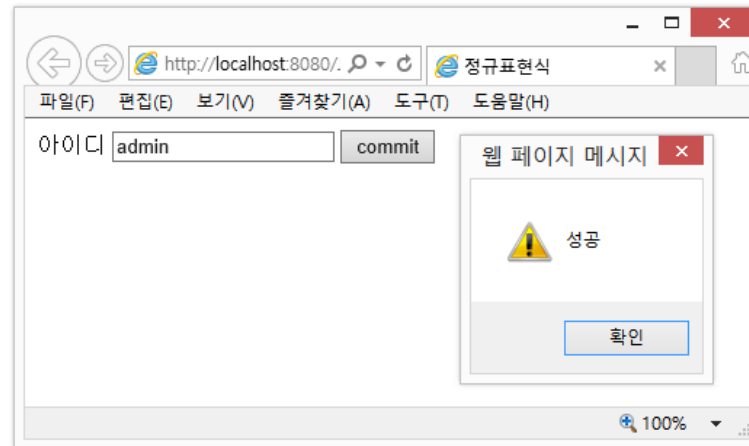 http://localhost:8080/. 정규표현식
파일(F) 편집(E) 보기(V) 즐겨찾기(A) 도구(T) 도움말(H)
아이디 admin commit
웹 페이지 메시지
성공
확인
100%